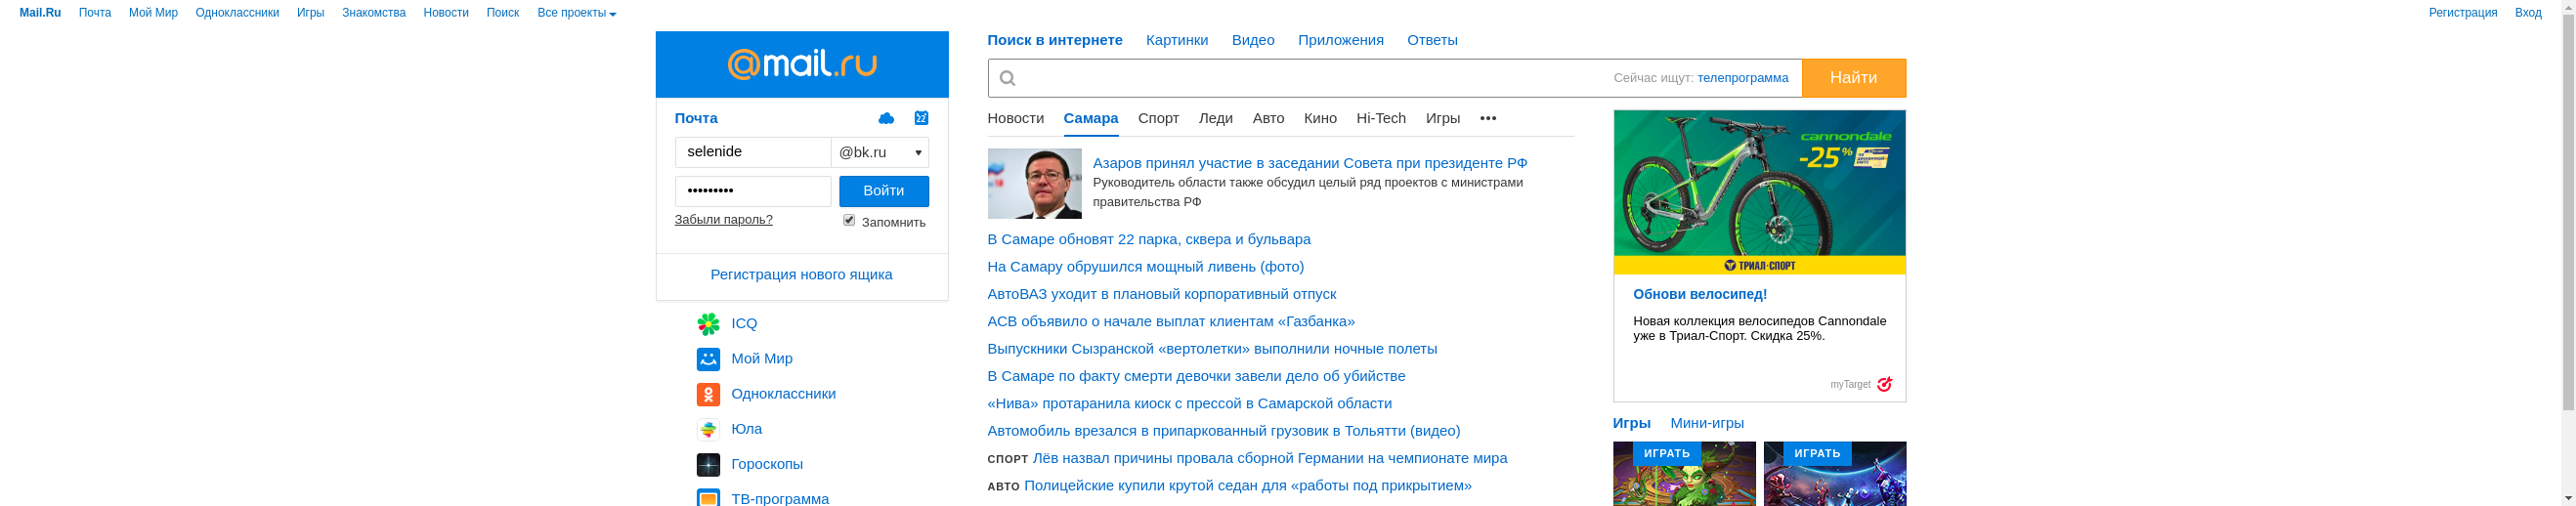 Mail.Ru Почта Мой Мир Одноклассники Игры Знакомства Новости Поиск Все проекты Регистрация Вход
@mail.ru
Почта
22
selenide @bk.ru
••••••••• Войти
Забыли пароль? Запомнить
Регистрация нового ящика
ICQ
Мой Мир
Одноклассники
Юла
Гороскопы
ТВ-программа
Поиск в интернете Картинки Видео Приложения Ответы
Сейчас ищут: телепрограмма Найти
Новости Самара Спорт Леди Авто Кино Hi-Tech Игры •••
Азаров принял участие в заседании Совета при президенте РФ
Руководитель области также обсудил целый ряд проектов с министрами
правительства РФ
В Самаре обновят 22 парка, сквера и бульвара
На Самару обрушился мощный ливень (фото)
АвтоВАЗ уходит в плановый корпоративный отпуск
АСВ объявило о начале выплат клиентам «Газбанка»
Выпускники Сызранской «вертолетки» выполнили ночные полеты
В Самаре по факту смерти девочки завели дело об убийстве
«Нива» протаранила киоск с прессой в Самарской области
Автомобиль врезался в припаркованный грузовик в Тольятти (видео)
СПОРТ Лёв назвал причины провала сборной Германии на чемпионате мира
АВТО Полицейские купили крутой седан для «работы под прикрытием»
cannondale
-25%
ТРИАЛ-СПОРТ
Обнови велосипед!
Новая коллекция велосипедов Cannondale
уже в Триал-Спорт. Скидка 25%.
myTarget
Игры Мини-игры
ИГРАТЬ ИГРАТЬ